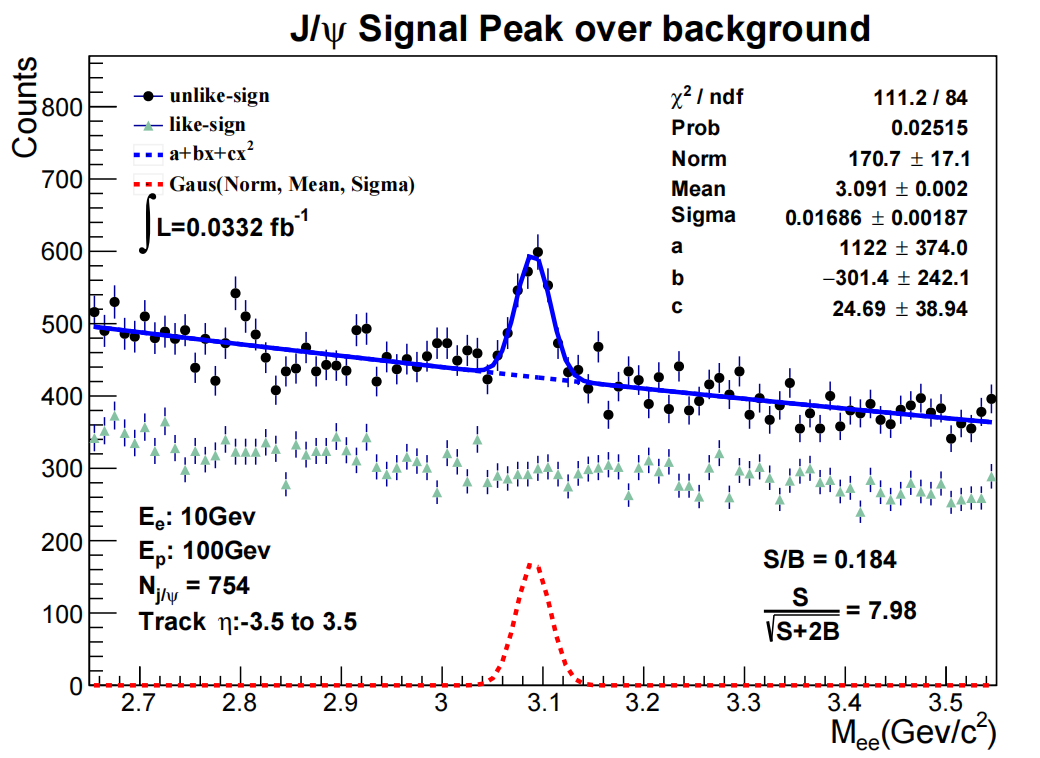 J/ψ Signal Peak over background
Counts
800
700
600
500
400
300
200
100
0
unlike-sign
like-sign
a+bx+cx²
Gaus(Norm, Mean, Sigma)
∫L=0.0332 fb⁻¹
χ² / ndf 111.2 / 84
Prob 0.02515
Norm 170.7 ± 17.1
Mean 3.091 ± 0.002
Sigma 0.01686 ± 0.00187
a 1122 ± 374.0
b −301.4 ± 242.1
c 24.69 ± 38.94
Eₑ: 10Gev
Eₚ: 100Gev
N_{j/ψ} = 754
Track η:-3.5 to 3.5
S/B = 0.184
S/√(S+2B) = 7.98
2.7 2.8 2.9 3 3.1 3.2 3.3 3.4 3.5
Mₑₑ(Gev/c²)